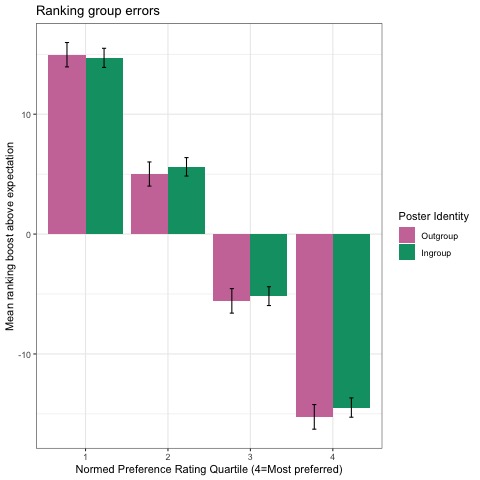 Ranking group errors
Mean ranking boost above expectation
10
0
-10
1 2 3 4
Normed Preference Rating Quartile (4=Most preferred)
Poster Identity
Outgroup
Ingroup